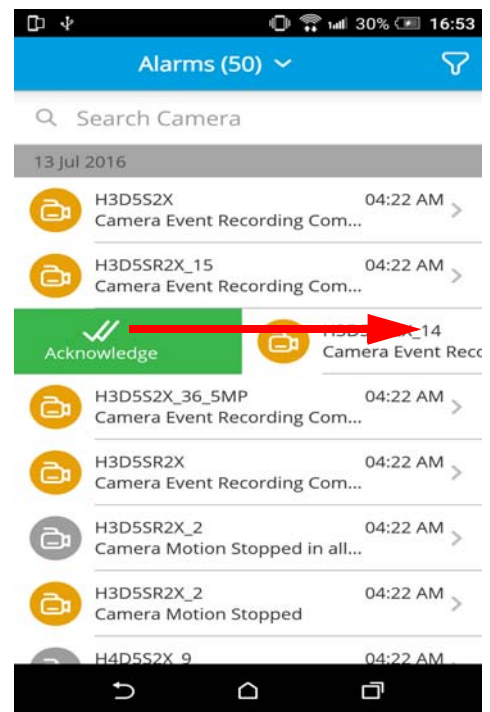 30% 16:53
Alarms (50)
Search Camera
13 Jul 2016
H3D5S2X 04:22 AM
Camera Event Recording Com...
H3D5SR2X_15 04:22 AM
Camera Event Recording Com...
Acknowledge
_14
Camera Event Reco
H3D5S2X_36_5MP 04:22 AM
Camera Event Recording Com...
H3D5SR2X 04:22 AM
Camera Event Recording Com...
H3D5SR2X_2 04:22 AM
Camera Motion Stopped in all...
H3D5SR2X_2 04:22 AM
Camera Motion Stopped
H4D5S2X_9 04:22 AM